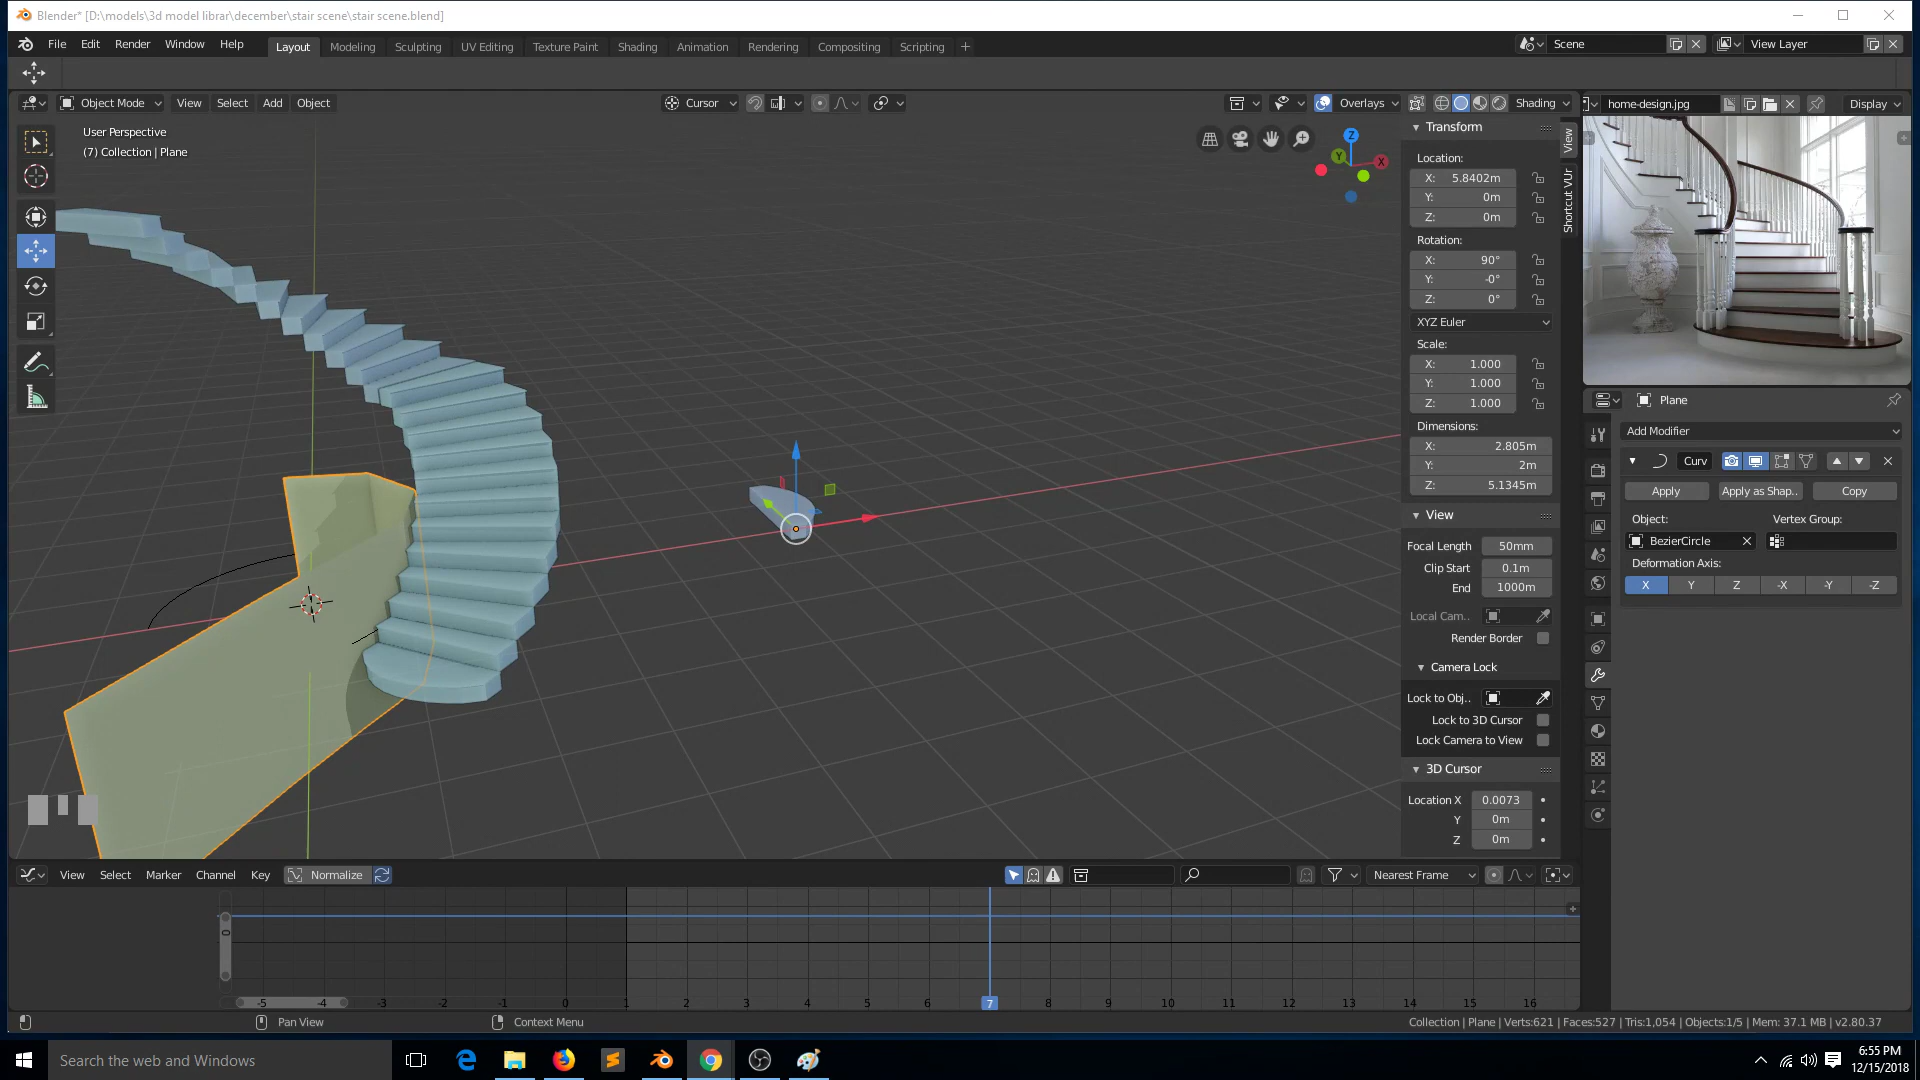 Blender* [D:\models\3d model librar\december\stair scene\stair scene.blend]
File Edit Render Window Help
Layout Modeling Sculpting UV Editing Texture Paint Shading Animation Rendering Compositing Scripting +
Scene
View Layer
Object Mode View Select Add Object
Cursor
Overlays
Shading
home-design.jpg
Display
User Perspective
(7) Collection | Plane
Z
Y
X
View
Shortcut VUr
Transform
Location:
X: 5.8402m
Y: 0m
Z: 0m
Rotation:
X: 90°
Y: -0°
Z: 0°
XYZ Euler
Scale:
X: 1.000
Y: 1.000
Z: 1.000
Dimensions:
X: 2.805m
Y: 2m
Z: 5.1345m
View
Focal Length 50mm
Clip Start 0.1m
End 1000m
Local Cam..
Render Border
Camera Lock
Lock to Obj..
Lock to 3D Cursor
Lock Camera to View
3D Cursor
Location X 0.0073
Y 0m
Z 0m
Plane
Add Modifier
Curv
Apply Apply as Shap.. Copy
Object: Vertex Group:
BezierCircle
Deformation Axis:
X Y Z -X -Y -Z
View Select Marker Channel Key Normalize
Nearest Frame
0
-5 -4 -3 -2 -1 0 1 2 3 4 5 6 7 8 9 10 11 12 13 14 15 16
Pan View
Context Menu
Collection | Plane | Verts:621 | Faces:527 | Tris:1,054 | Objects:1/5 | Mem: 37.1 MB | v2.80.37
Search the web and Windows
6:55 PM
12/15/2018